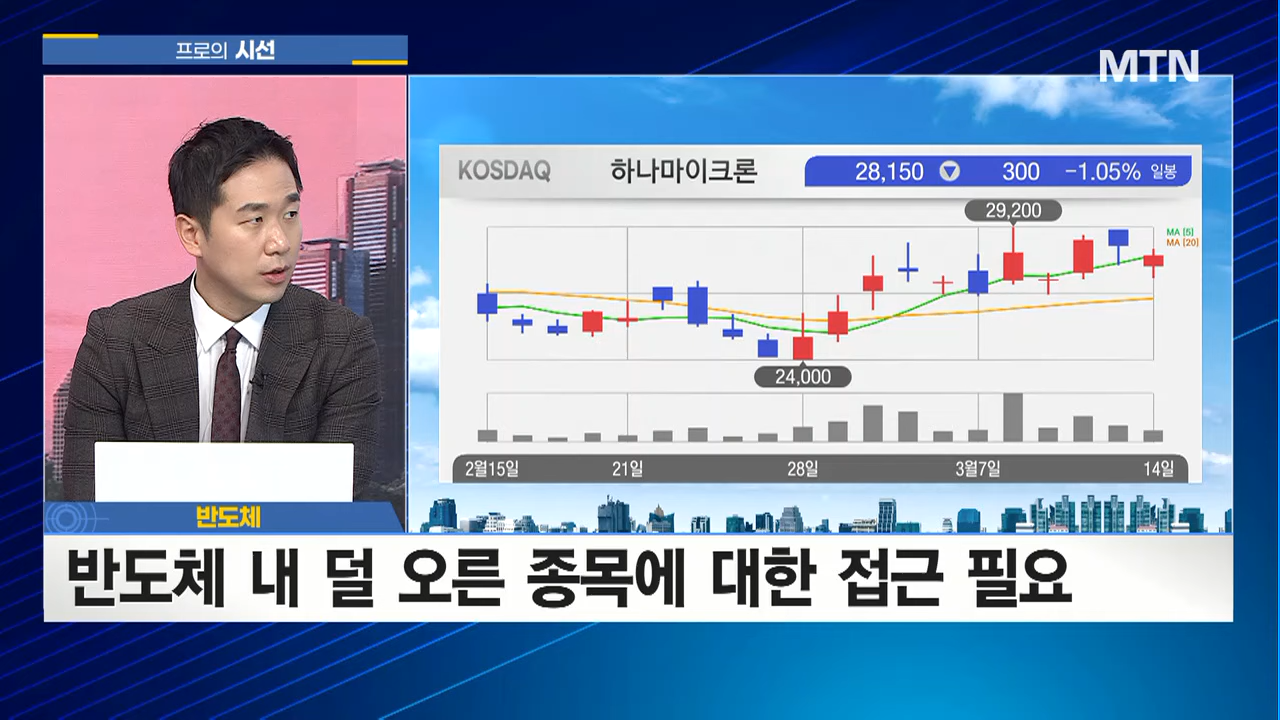 프로의 시선
MTN
KOSDAQ 하나마이크론 28,150 ▼ 300 -1.05% 일봉
29,200
MA [5]
MA [20]
24,000
2월15일 21일 28일 3월7일 14일
반도체
반도체 내 덜 오른 종목에 대한 접근 필요